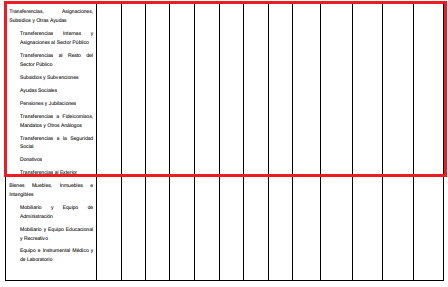 Transferencias, Asignaciones,
Subsidios y Otras Ayudas
Transferencias Internas y
Asignaciones al Sector Público
Transferencias al Resto del
Sector Público
Subsidios y Subvenciones
Ayudas Sociales
Pensiones y Jubilaciones
Transferencias a Fideicomisos,
Mandatos y Otros Análogos
Transferencias a la Seguridad
Social
Donativos
Transferencias al Exterior
Bienes Muebles, Inmuebles e
Intangibles
Mobiliario y Equipo de
Administración
Mobiliario y Equipo Educacional
y Recreativo
Equipo e Instrumental Médico y
de Laboratorio